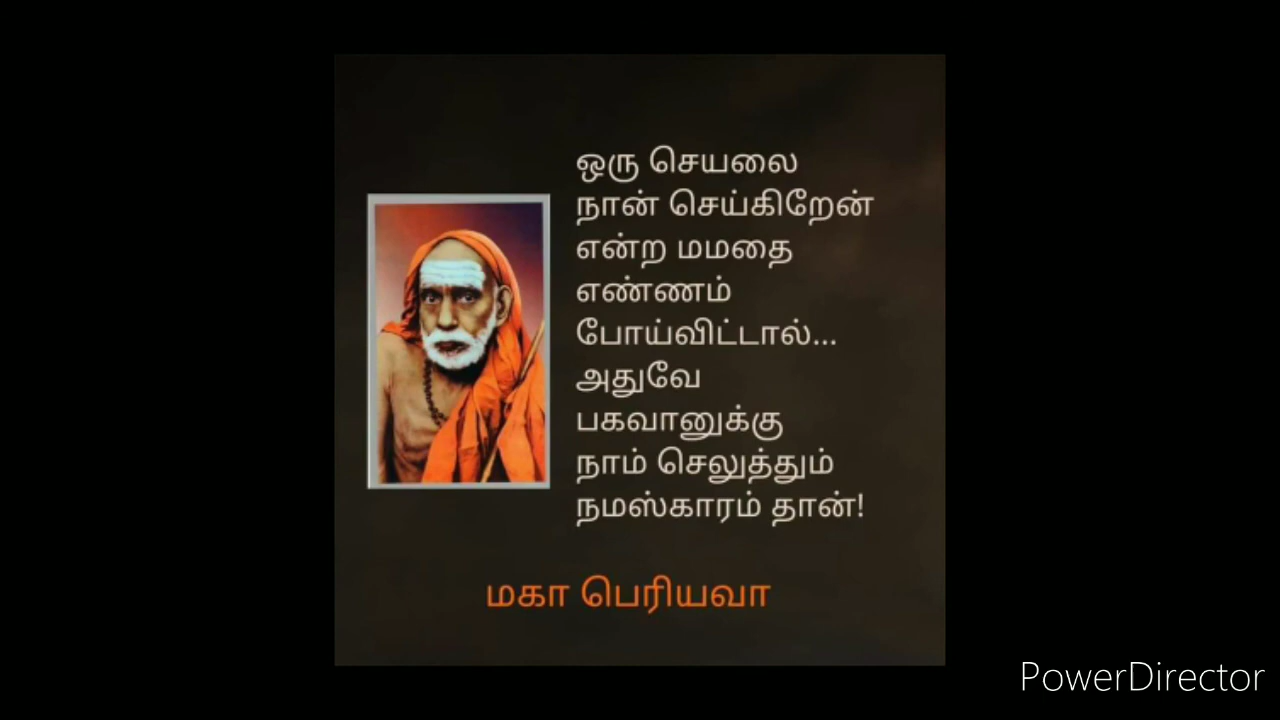 ஒரு செயலை
நான் செய்கிறேன்
என்ற மமதை
எண்ணம்
போய்விட்டால்...
அதுவே
பகவானுக்கு
நாம் செலுத்தும்
நமஸ்காரம் தான்!
மகா பெரியவா
PowerDirector